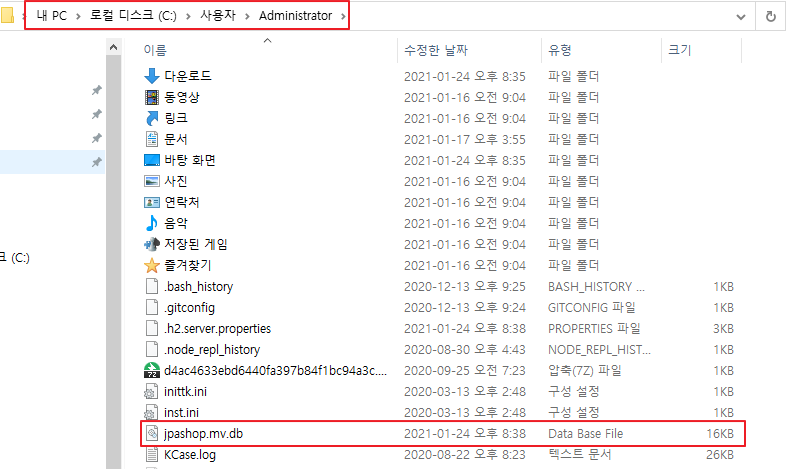 내 PC > 로컬 디스크 (C:) > 사용자 > Administrator >
이름 수정한 날짜 유형 크기
다운로드 2021-01-24 오후 8:35 파일 폴더
동영상 2021-01-16 오전 9:04 파일 폴더
링크 2021-01-16 오전 9:04 파일 폴더
문서 2021-01-17 오후 3:55 파일 폴더
바탕 화면 2021-01-24 오후 8:35 파일 폴더
사진 2021-01-16 오전 9:04 파일 폴더
연락처 2021-01-16 오전 9:04 파일 폴더
음악 2021-01-16 오전 9:04 파일 폴더
저장된 게임 2021-01-16 오전 9:04 파일 폴더
크 (C:)
즐겨찾기 2021-01-16 오전 9:04 파일 폴더
.bash_history 2020-12-13 오후 9:25 BASH_HISTORY ... 1KB
.gitconfig 2020-12-13 오후 9:24 GITCONFIG 파일 1KB
.h2.server.properties 2021-01-24 오후 8:38 PROPERTIES 파일 3KB
.node_repl_history 2020-08-30 오후 4:43 NODE_REPL_HIST... 1KB
7Z d4ac4633ebd6440fa397b84f1bc94a3c.... 2020-09-25 오전 7:23 압축(7Z) 파일 1KB
inittk.ini 2020-03-13 오후 2:48 구성 설정 1KB
inst.ini 2020-03-13 오후 2:48 구성 설정 1KB
jpashop.mv.db 2021-01-24 오후 8:38 Data Base File 16KB
KCase.log 2020-08-22 오후 8:23 텍스트 문서 26KB